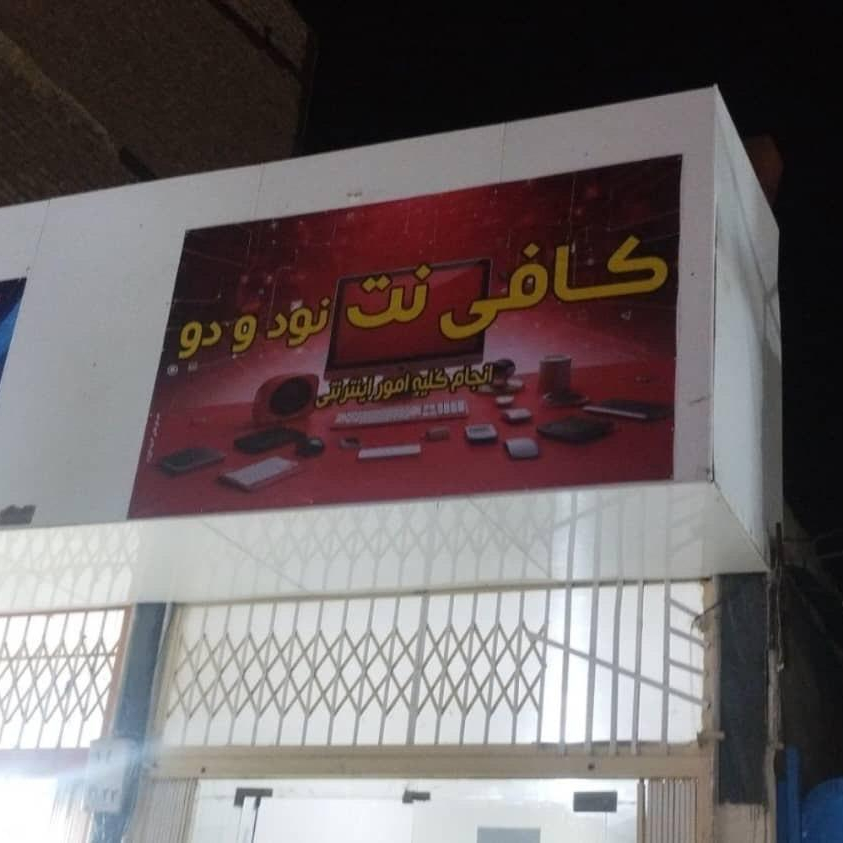 کافی نت نود و دو
انجام کلیه امور اینترنتی